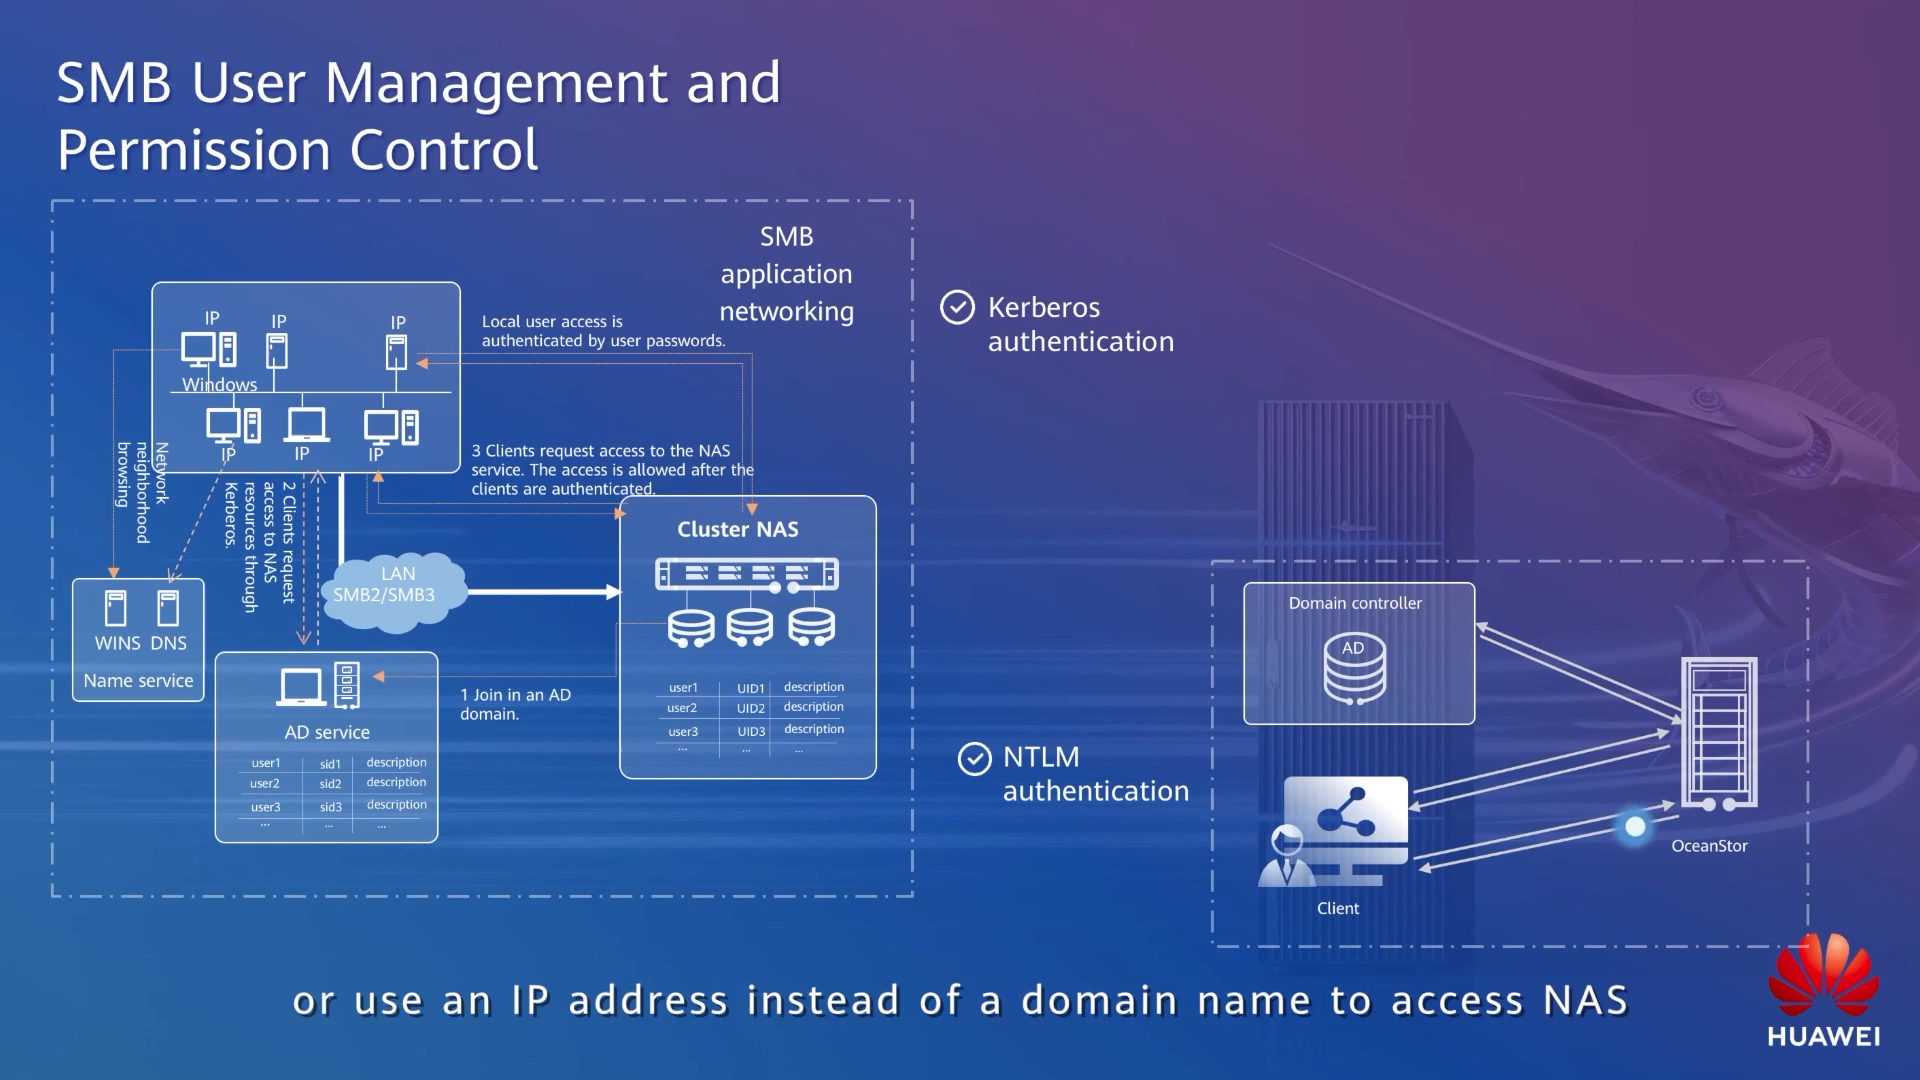 SMB User Management and
Permission Control
SMB
application
networking
IP
IP
IP
Windows
IP
IP
IP
Local user access is
authenticated by user passwords.
3 Clients request access to the NAS
service. The access is allowed after the
clients are authenticated.
Network
neighborhood
browsing
2 Clients request
access to NAS
resources through
Kerberos.
LAN
SMB2/SMB3
WINS DNS
Name service
AD service
user1 sid1 description
user2 sid2 description
user3 sid3 description
... ... ...
1 Join in an AD
domain.
Cluster NAS
user1 UID1 description
user2 UID2 description
user3 UID3 description
... ... ...
Kerberos
authentication
NTLM
authentication
Domain controller
AD
Client
OceanStor
or use an IP address instead of a domain name to access NAS
HUAWEI